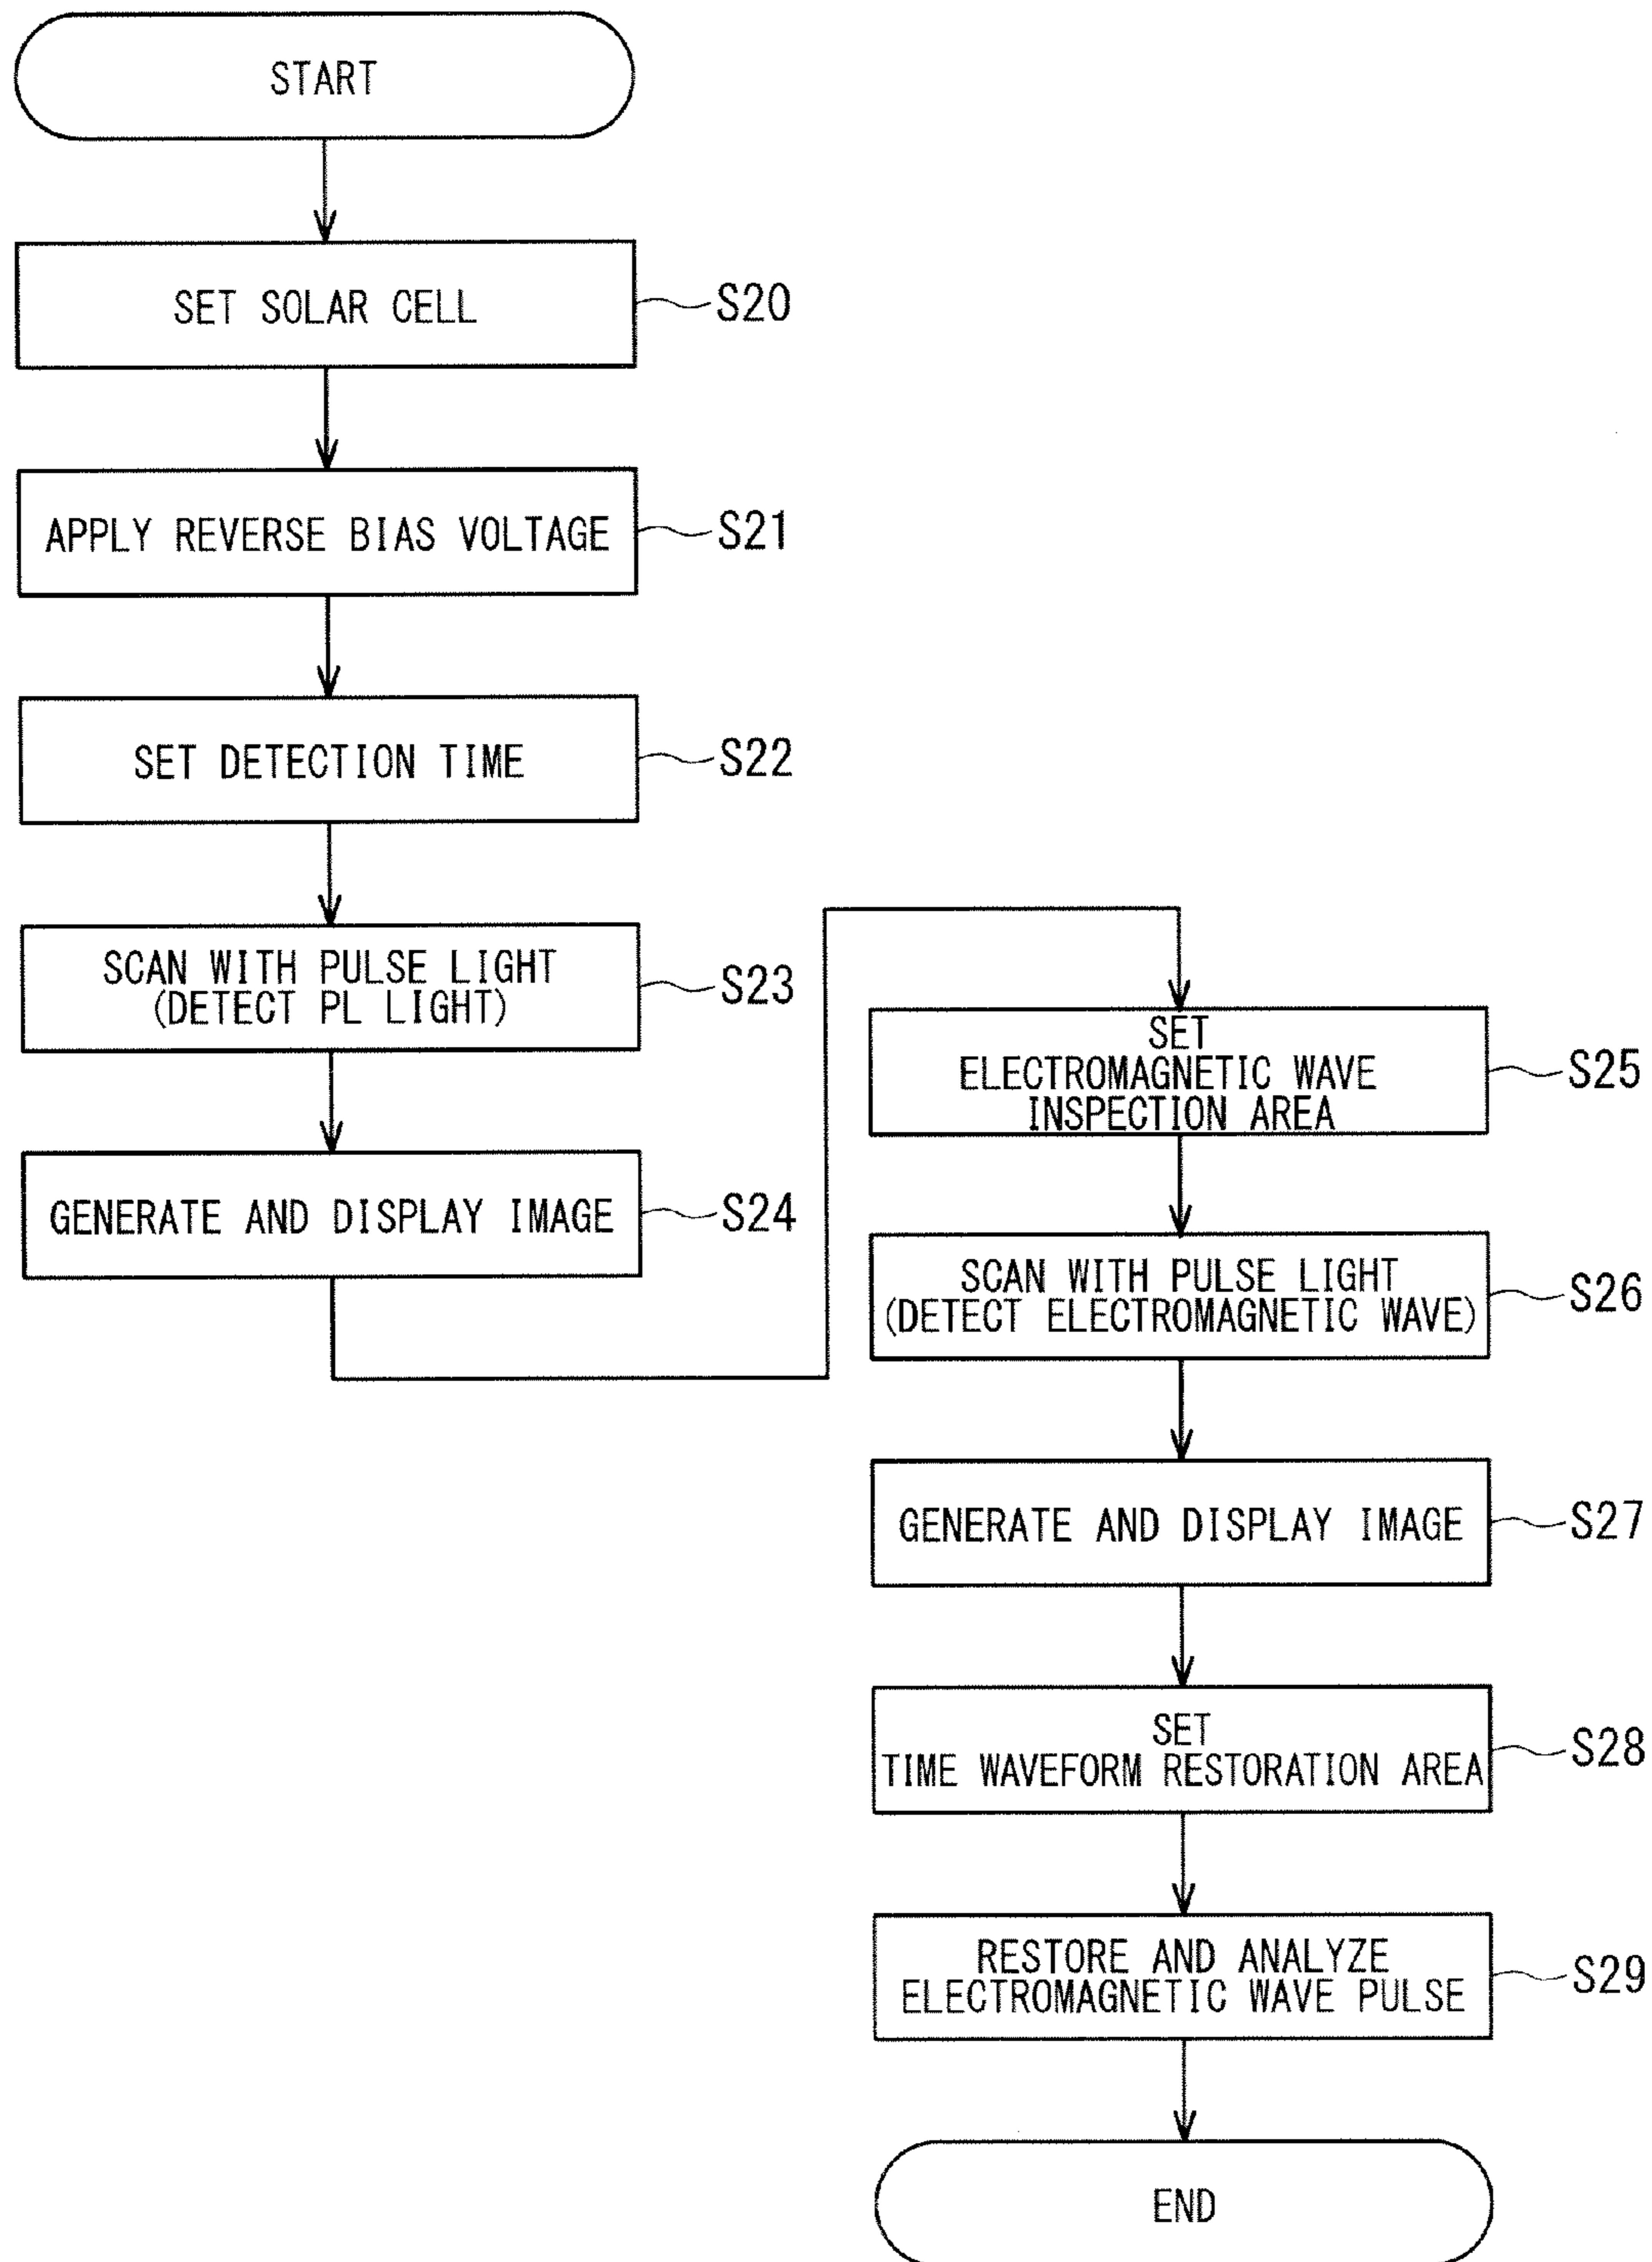 START
SET SOLAR CELL
S20
APPLY REVERSE BIAS VOLTAGE
S21
SET DETECTION TIME
S22
SCAN WITH PULSE LIGHT
(DETECT PL LIGHT)
S23
GENERATE AND DISPLAY IMAGE
S24
SET
ELECTROMAGNETIC WAVE
INSPECTION AREA
S25
SCAN WITH PULSE LIGHT
(DETECT ELECTROMAGNETIC WAVE)
S26
GENERATE AND DISPLAY IMAGE
S27
SET
TIME WAVEFORM RESTORATION AREA
S28
RESTORE AND ANALYZE
ELECTROMAGNETIC WAVE PULSE
S29
END